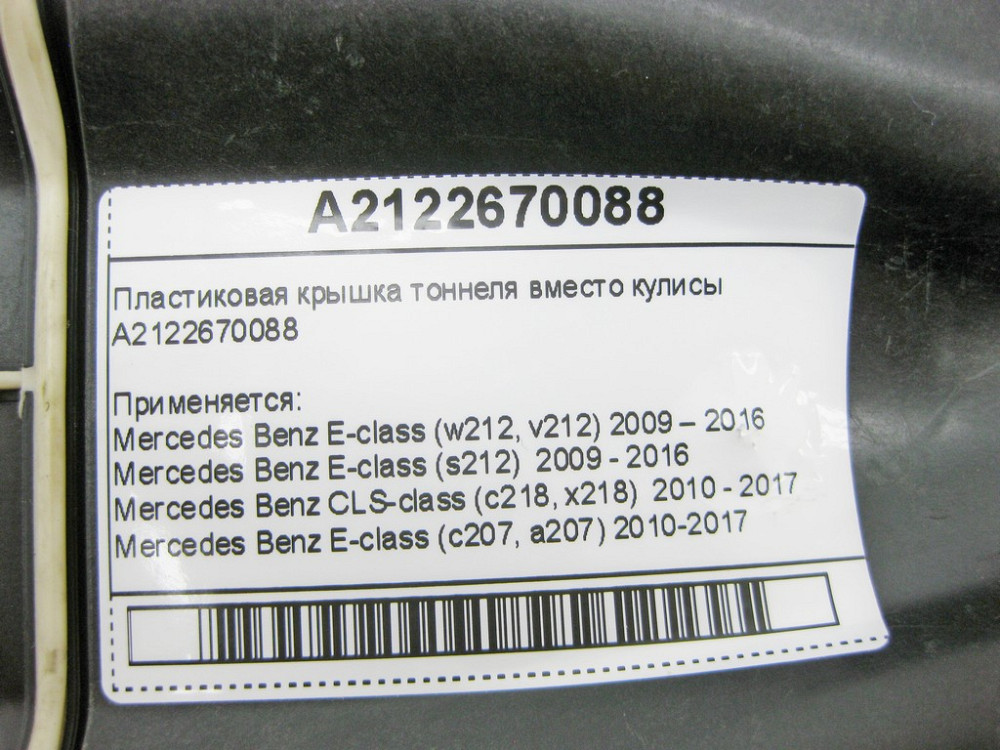 A2122670088
Пластиковая крышка тоннеля вместо кулисы
A2122670088
Применяется:
Mercedes Benz E-class (w212, v212) 2009 – 2016
Mercedes Benz E-class (s212) 2009 - 2016
Mercedes Benz CLS-class (c218, x218) 2010 - 2017
Mercedes Benz E-class (c207, a207) 2010-2017